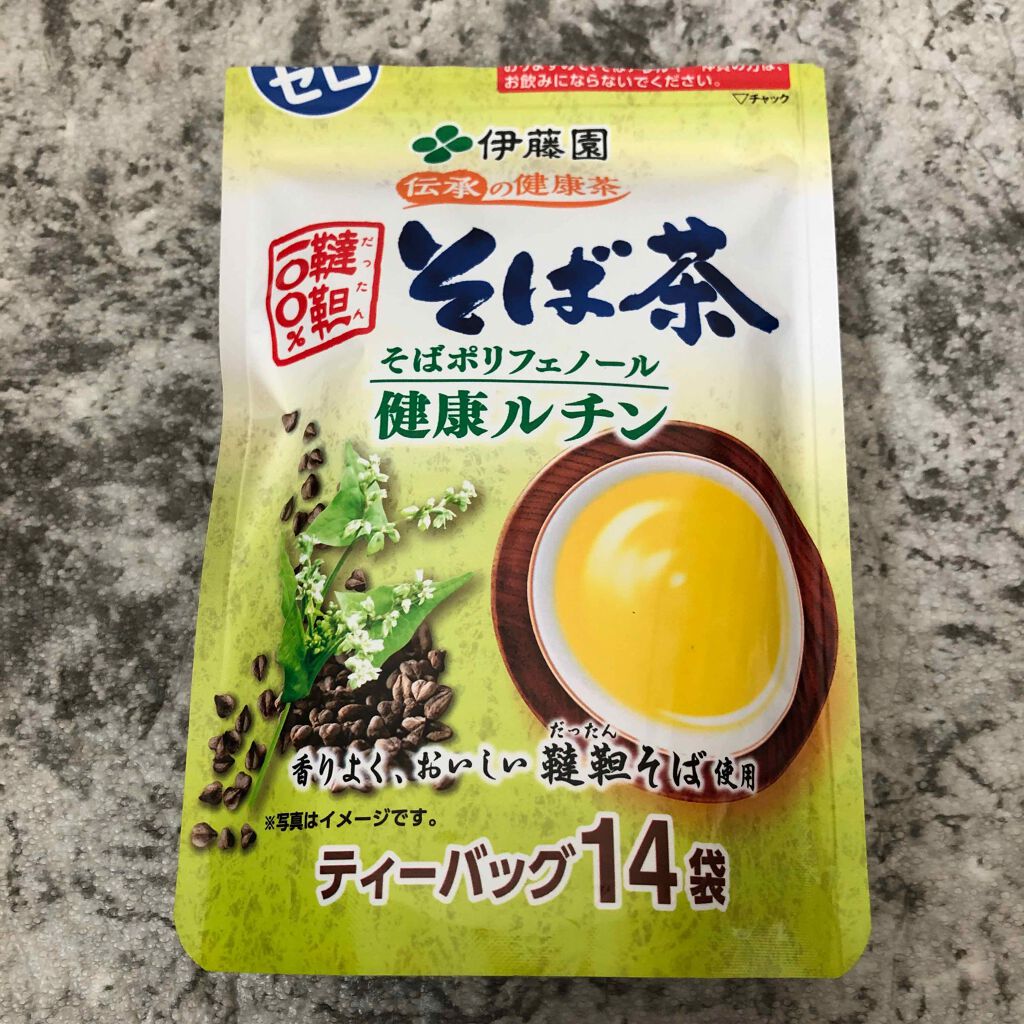 ゼロ
お飲みにならないでください。
▽チャック
伊藤園
伝承の健康茶
韃靼
だったん
一〇〇%
そば茶
そばポリフェノール
健康ルチン
だったん
香りよく、おいしい韃靼そば使用
※写真はイメージです。
ティーバッグ14袋